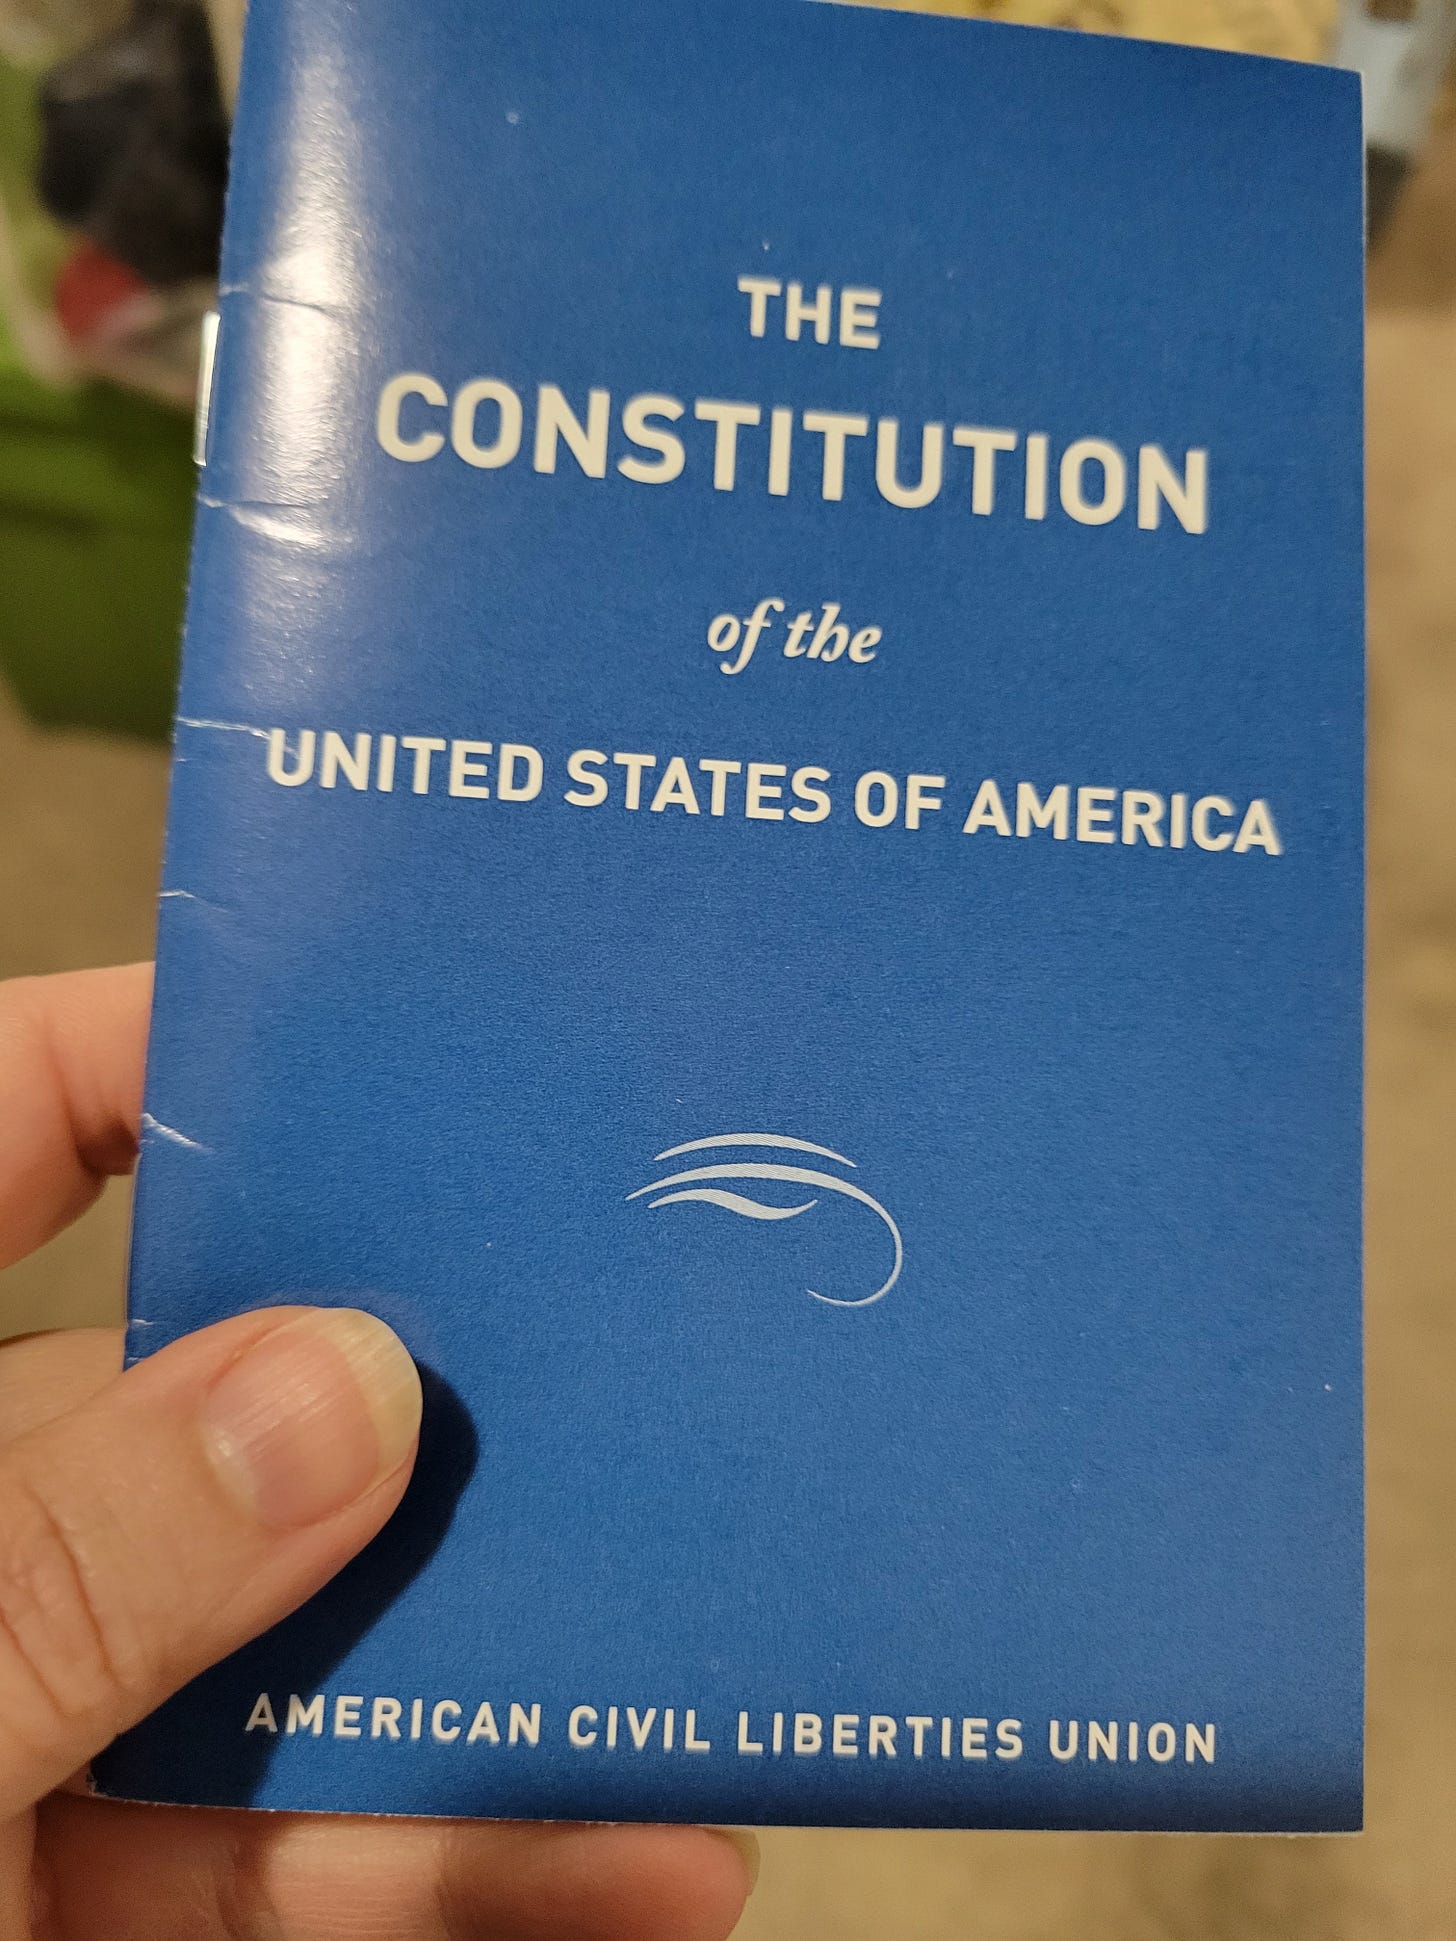 THE
CONSTITUTION
of the
UNITED STATES OF AMERICA
AMERICAN CIVIL LIBERTIES UNION